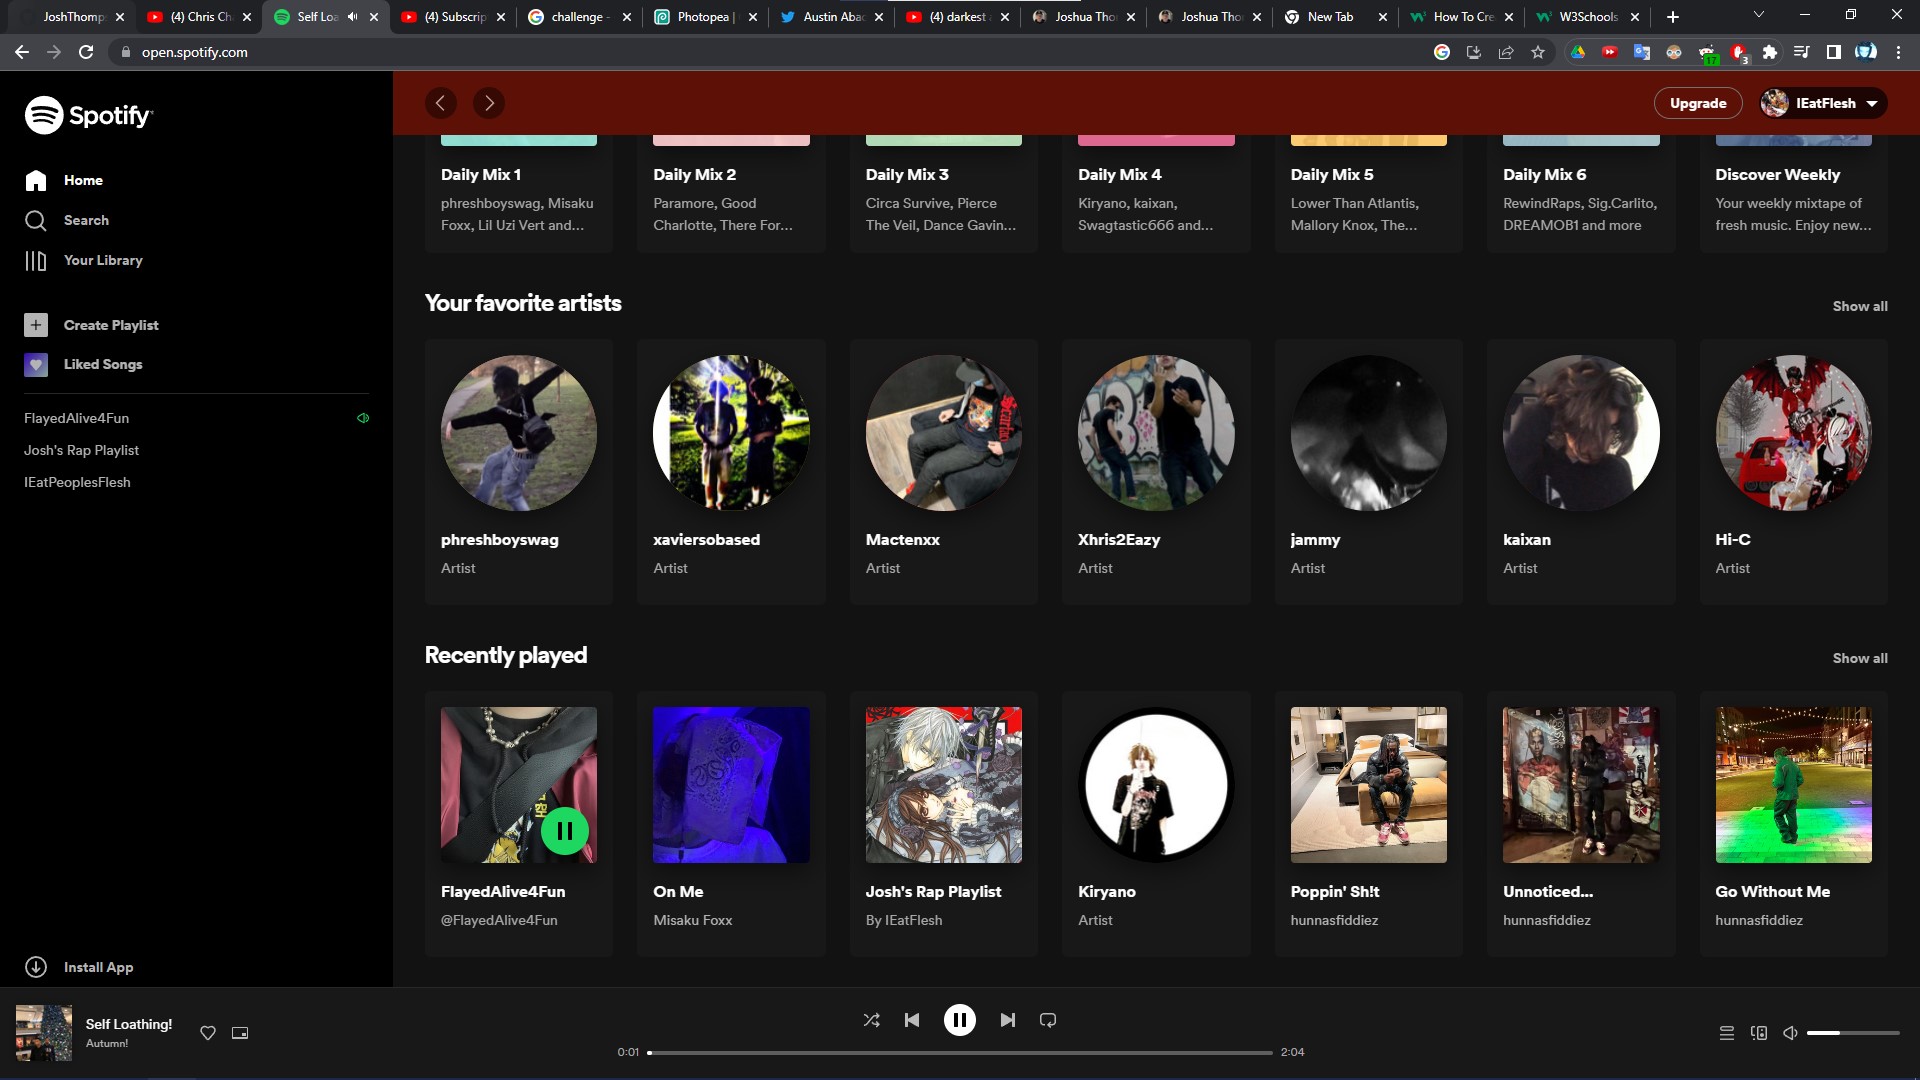 JoshThomp
(4) Chris Ch
Self Loa
(4) Subscrip
challenge -
Photopea |
Austin Abac
(4) darkest
Joshua Tho
Joshua Tho
New Tab
How To Cre
W3Schools
open.spotify.com
17
3
Spotify
Upgrade
IEatFlesh
Home
Search
Your Library
Create Playlist
Liked Songs
FlayedAlive4Fun
Josh's Rap Playlist
IEatPeoplesFlesh
Install App
Daily Mix 1
phreshboyswag, Misaku
Foxx, Lil Uzi Vert and...
Daily Mix 2
Paramore, Good
Charlotte, There For...
Daily Mix 3
Circa Survive, Pierce
The Veil, Dance Gavin...
Daily Mix 4
Kiryano, kaixan,
Swagtastic666 and...
Daily Mix 5
Lower Than Atlantis,
Mallory Knox, The...
Daily Mix 6
RewindRaps, Sig.Carlito,
DREAMOB1 and more
Discover Weekly
Your weekly mixtape of
fresh music. Enjoy new...
Your favorite artists
Show all
phreshboyswag
Artist
xaviersobased
Artist
Mactenxx
Artist
Xhris2Eazy
Artist
jammy
Artist
kaixan
Artist
Hi-C
Artist
Recently played
Show all
FlayedAlive4Fun
@FlayedAlive4Fun
On Me
Misaku Foxx
Josh's Rap Playlist
By IEatFlesh
Kiryano
Artist
Poppin' Sh!t
hunnasfiddiez
Unnoticed...
hunnasfiddiez
Go Without Me
hunnasfiddiez
Self Loathing!
Autumn!
0:01
2:04